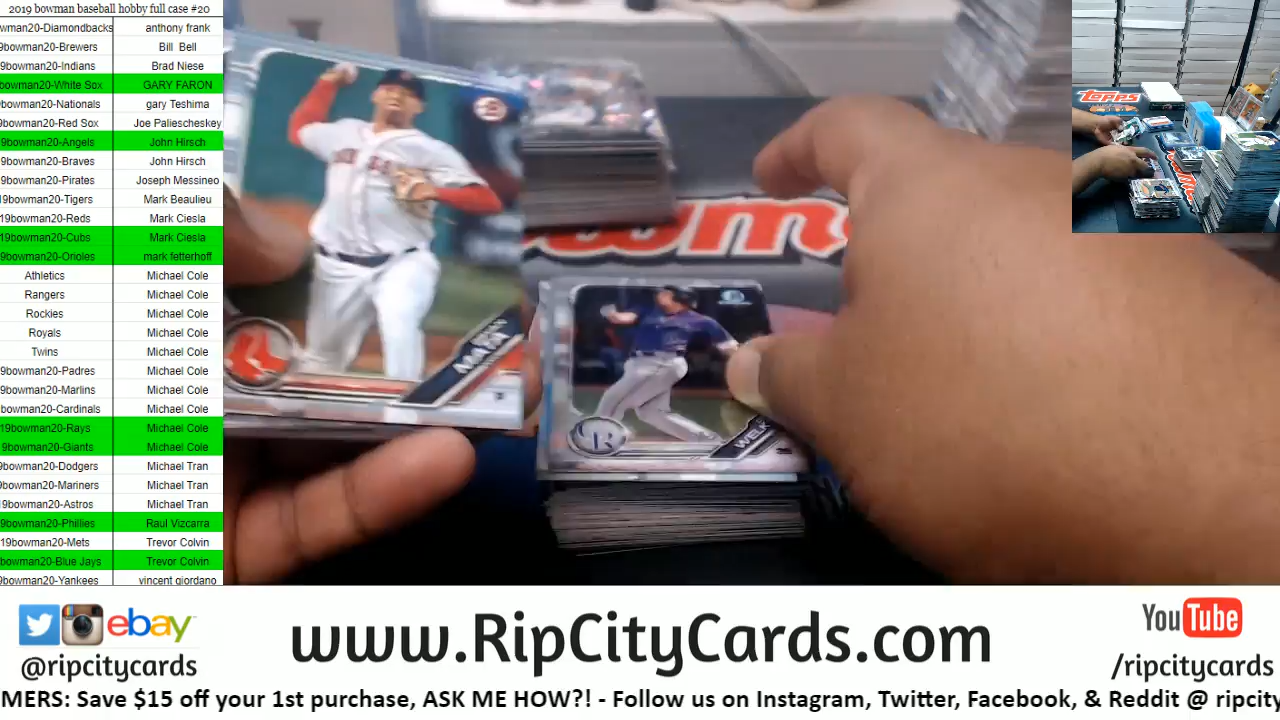 2019 bowman baseball hobby full case #20
wman20-Diamondbacks anthony frank
9bowman20-Brewers Bill Bell
9bowman20-Indians Brad Niese
bowman20-White Sox GARY FARON
9bowman20-Nationals gary Teshima
9bowman20-Red Sox Joe Paliescheskey
9bowman20-Angels John Hirsch
9bowman20-Braves John Hirsch
9bowman20-Pirates Joseph Messineo
19bowman20-Tigers Mark Beaulieu
19bowman20-Reds Mark Ciesla
19bowman20-Cubs Mark Ciesla
9bowman20-Orioles mark fetterhoff
Athletics Michael Cole
Rangers Michael Cole
Rockies Michael Cole
Royals Michael Cole
Twins Michael Cole
9bowman20-Padres Michael Cole
9bowman20-Marlins Michael Cole
bowman20-Cardinals Michael Cole
19bowman20-Rays Michael Cole
9bowman20-Giants Michael Cole
9bowman20-Dodgers Michael Tran
9bowman20-Mariners Michael Tran
9bowman20-Astros Michael Tran
9bowman20-Phillies Raul Vizcarra
19bowman20-Mets Trevor Colvin
bowman20-Blue Jays Trevor Colvin
9bowman20-Yankees vincent giordano
MATA
WELK
Topps
ebay
@ripcitycards
www.RipCityCards.com
YouTube
/ripcitycards
MERS: Save $15 off your 1st purchase, ASK ME HOW?! - Follow us on Instagram, Twitter, Facebook, & Reddit @ ripcity